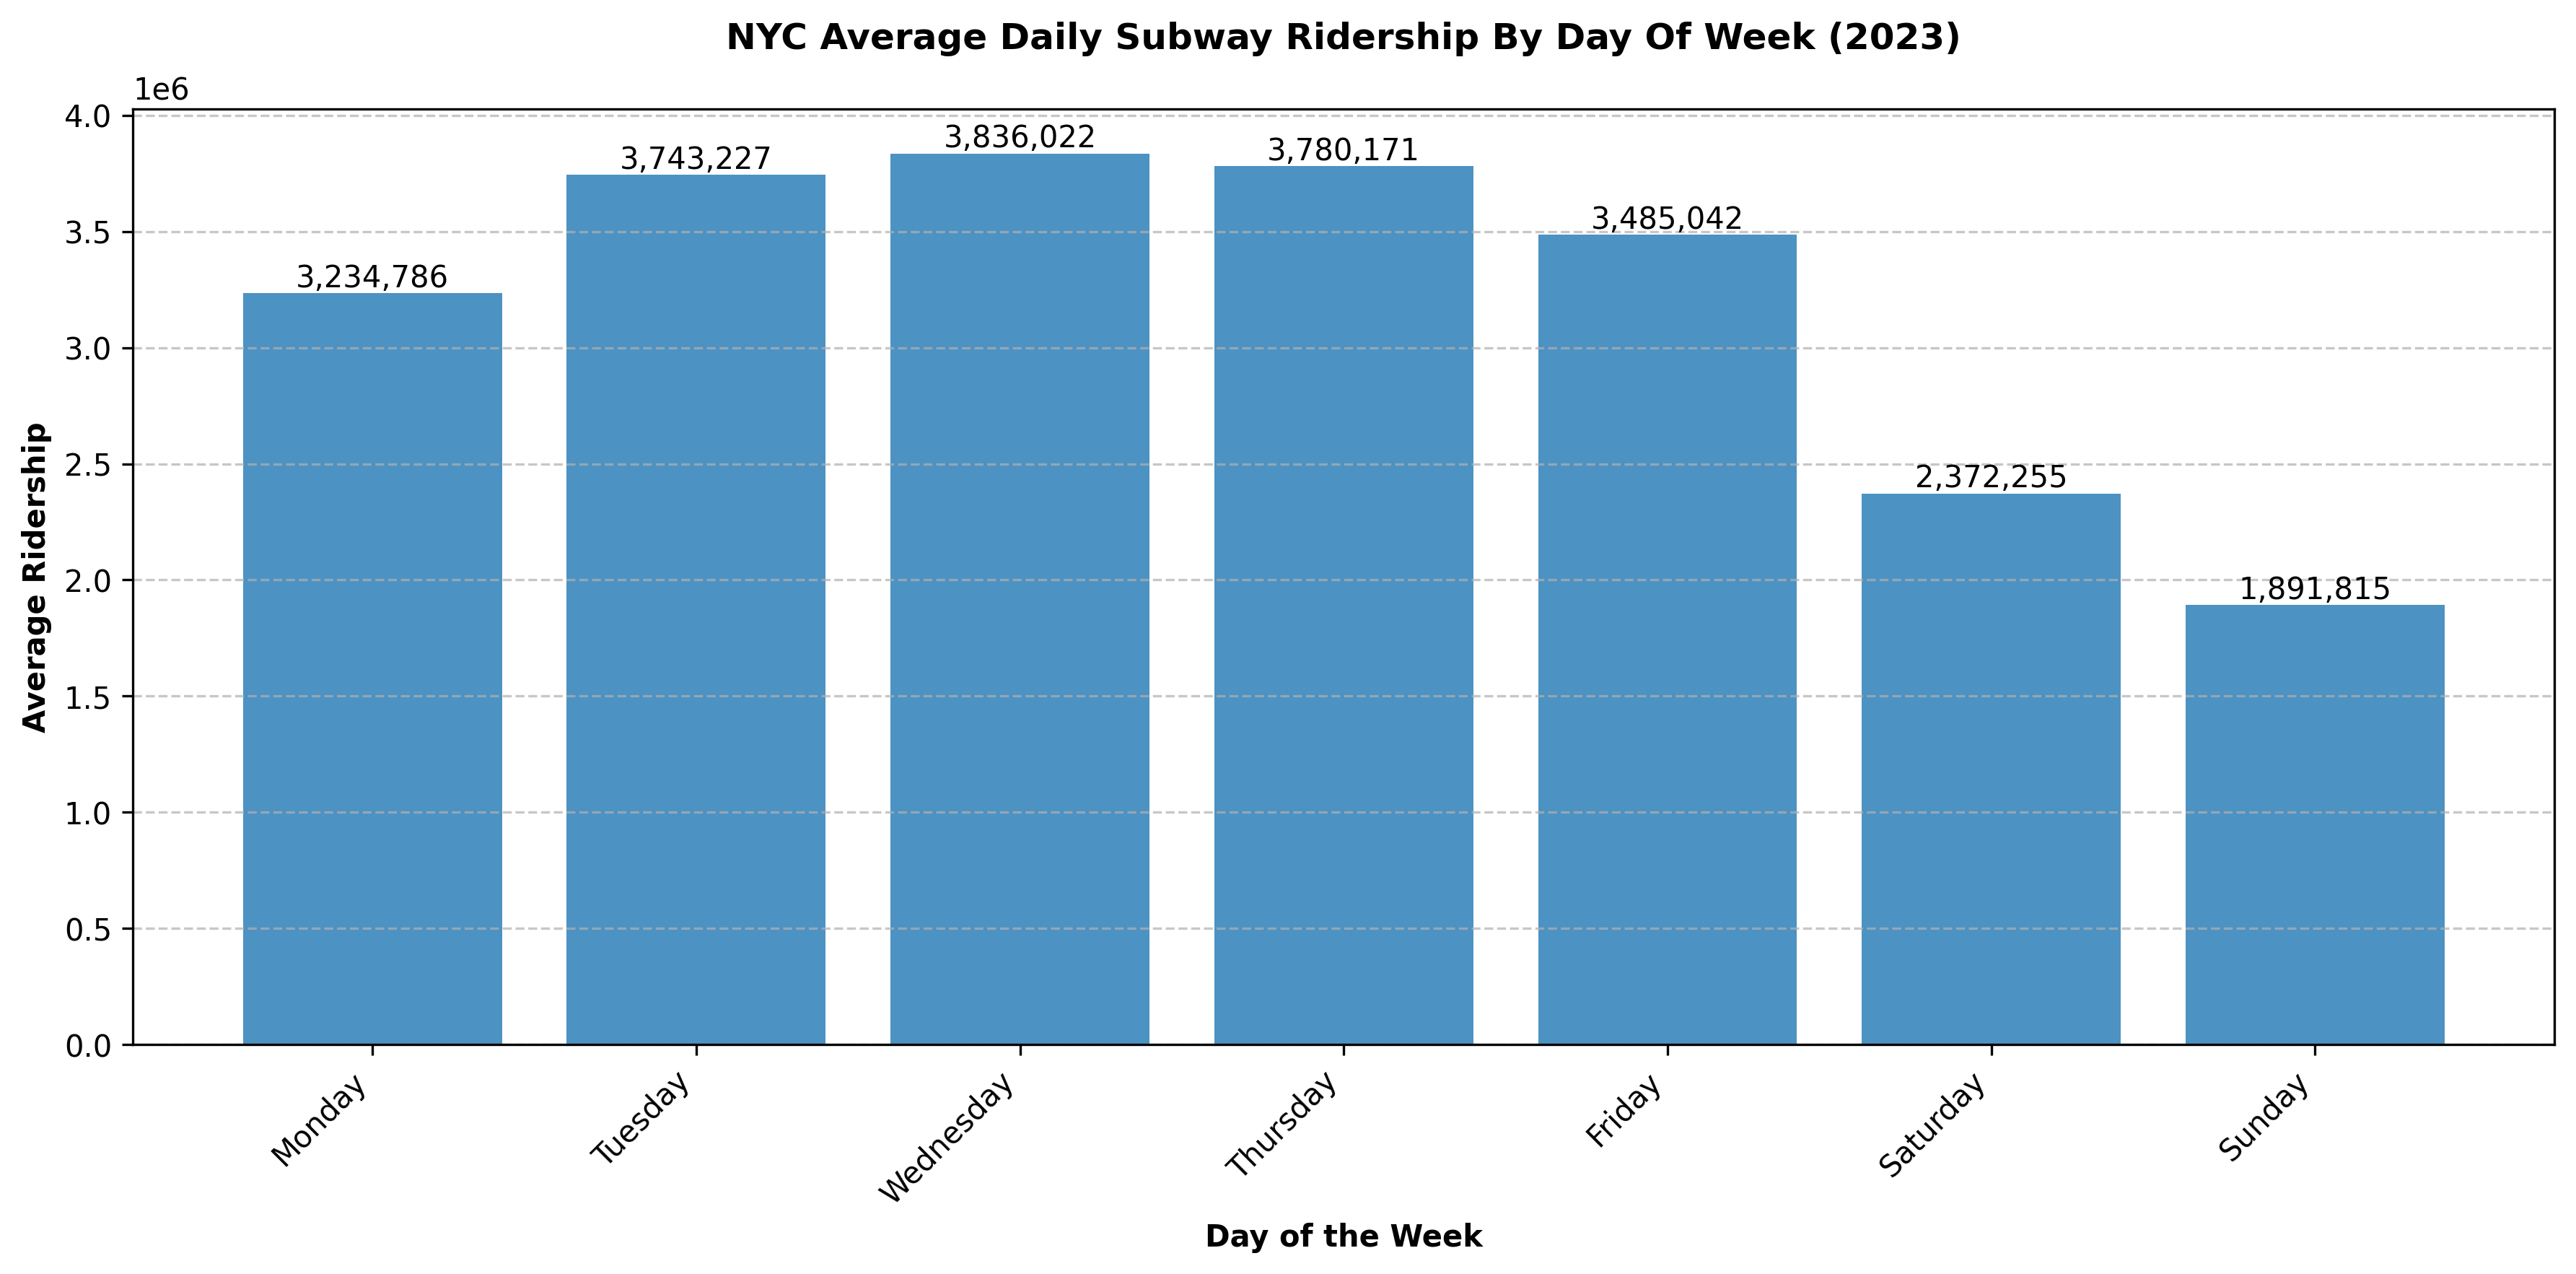 NYC Average Daily Subway Ridership By Day Of Week (2023)
1e6
4.0
3.5
3.0
2.5
2.0
1.5
1.0
0.5
0.0
Average Ridership
3,234,786
3,743,227
3,836,022
3,780,171
3,485,042
2,372,255
1,891,815
Monday
Tuesday
Wednesday
Thursday
Friday
Saturday
Sunday
Day of the Week